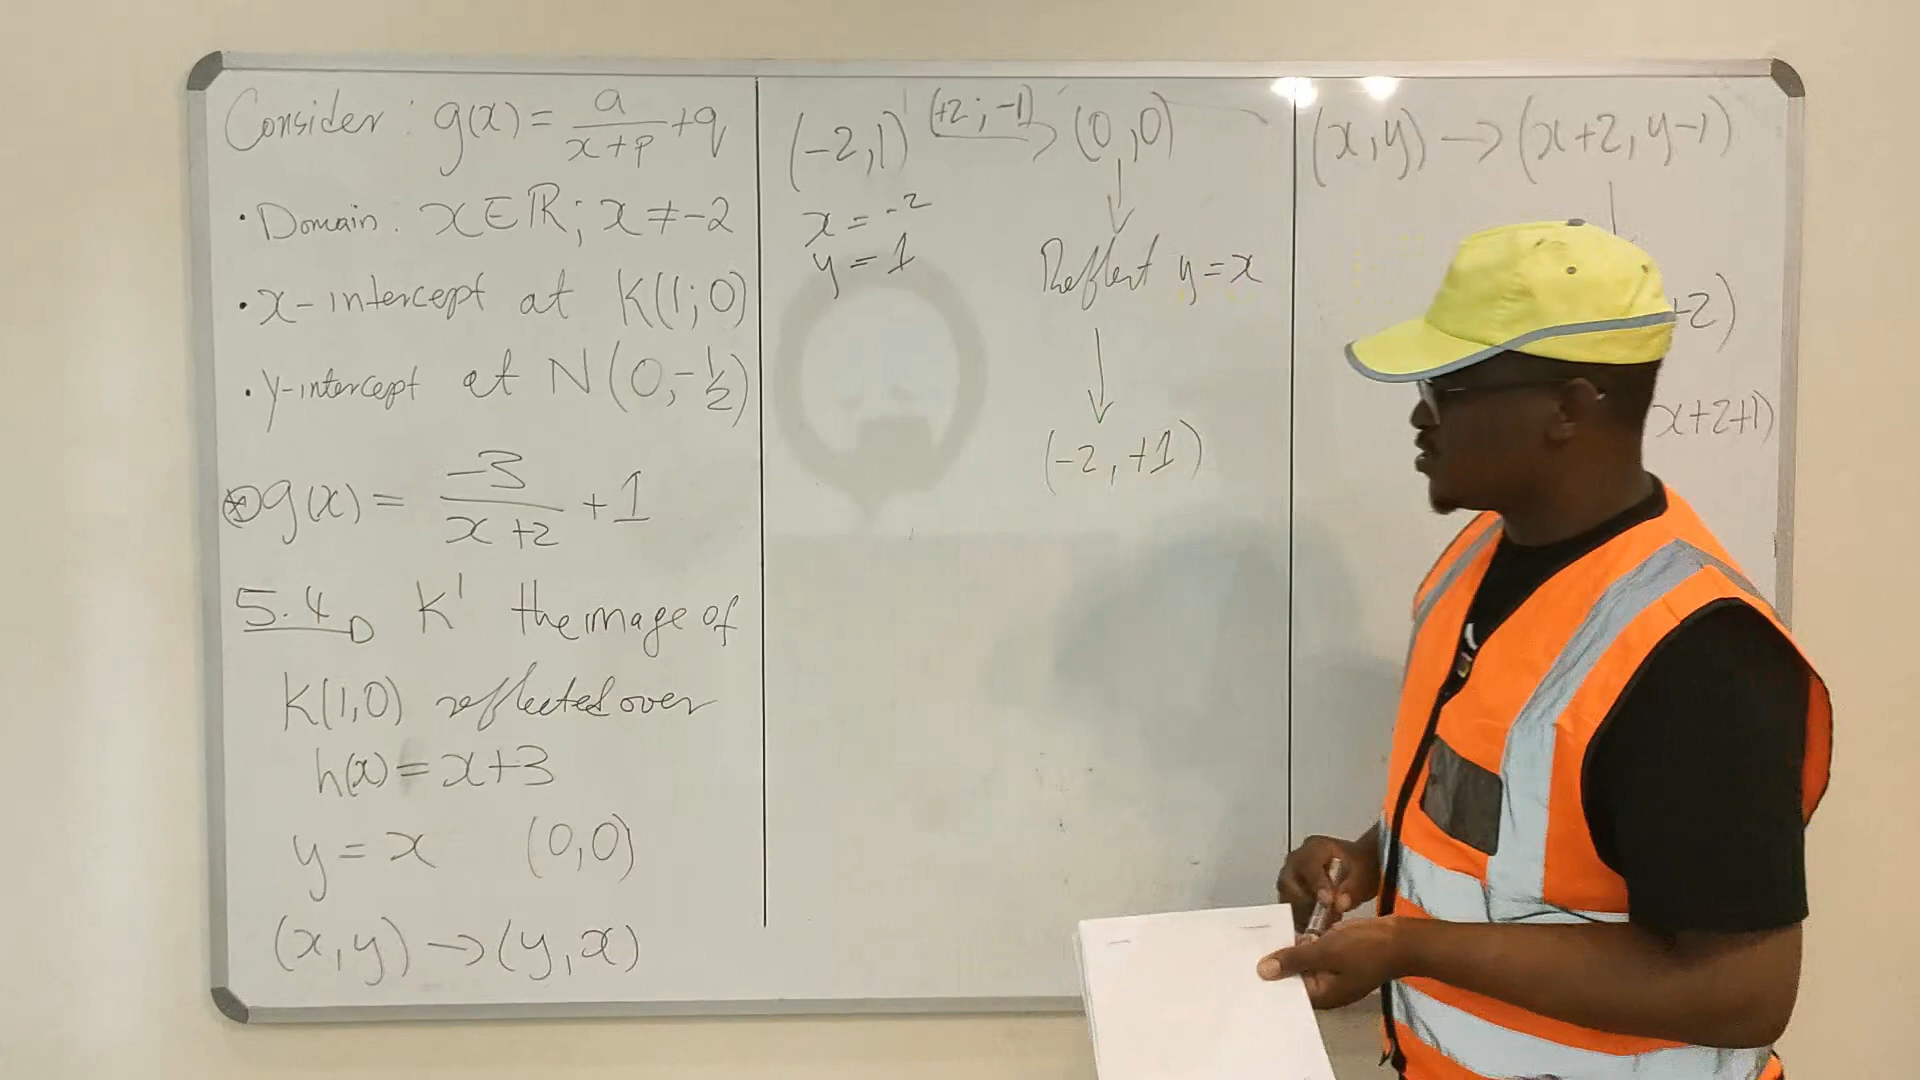 Consider: g(x) = a/(x+p) + q
• Domain: x∈ℝ; x≠-2
• x-intercept at K(1;0)
• y-intercept at N(0,-1/2)
⊛ g(x) = -3/(x+2) + 1
5.4 K' the image of
K(1,0) reflected over
h(x) = x+3
y = x (0,0)
(x,y) → (y,x)
(-2,1) (+2;-1) → (0,0)
x = -2
y = 1
Reflect y = x
(-2,+1)
(x,y) → (x+2, y-1)
2)
x+2+1)